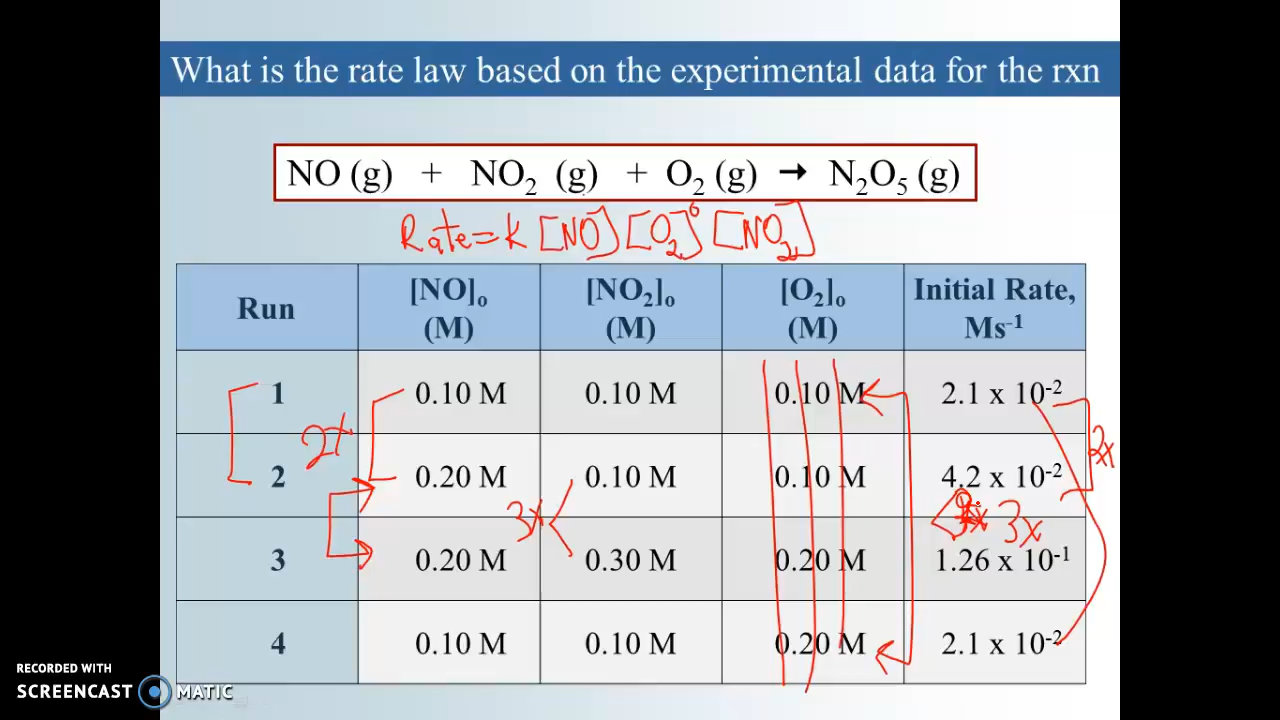 What is the rate law based on the experimental data for the rxn
NO (g) + NO₂ (g) + O₂ (g) → N₂O₅ (g)
Rate = k [NO] [O₂]⁰ [NO₂]
Run [NO]₀ (M) [NO₂]₀ (M) [O₂]₀ (M) Initial Rate, Ms⁻¹
1 0.10 M 0.10 M 0.10 M 2.1 x 10⁻²
2x 2x
2 0.20 M 0.10 M 0.10 M 4.2 x 10⁻²
3x 3x
3 0.20 M 0.30 M 0.20 M 1.26 x 10⁻¹
4 0.10 M 0.10 M 0.20 M 2.1 x 10⁻²
RECORDED WITH
SCREENCAST MATIC